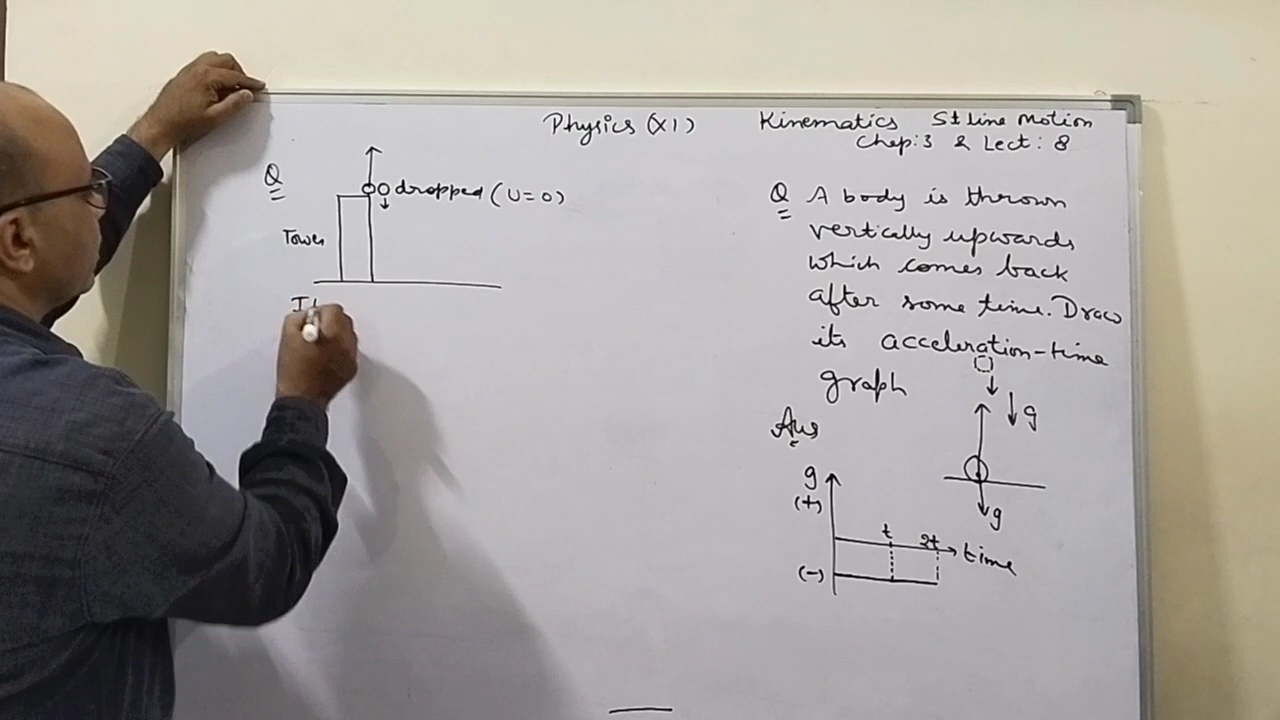 Physics (XI) Kinematics St Line Motion
Chap: 3 & Lect: 8
Q
dropped (U=0)
Tower
Q A body is thrown
vertically upwards
which comes back
after some time. Draw
its acceleration-time
graph
g
Ans
g
(+)
g
t 2t
time
(-)